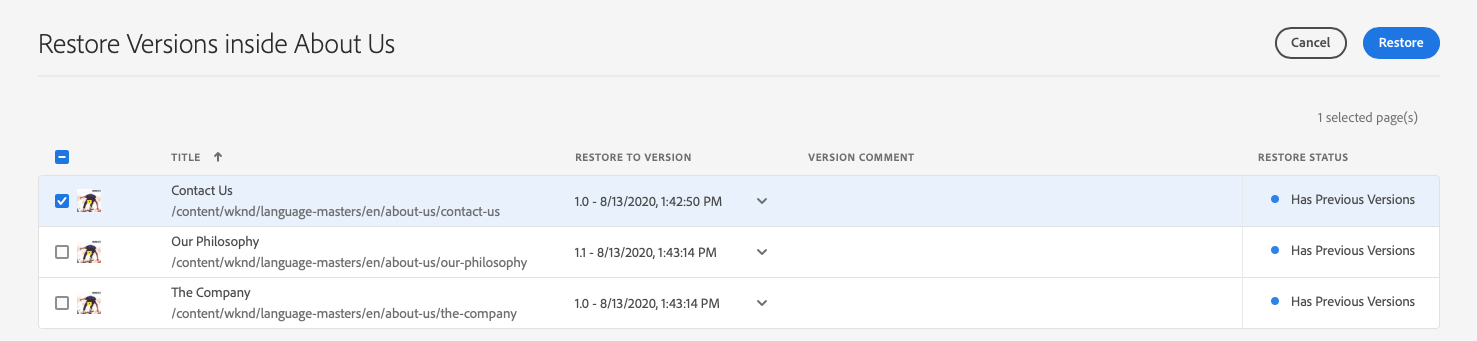 Restore Versions inside About Us
Cancel
Restore
1 selected page(s)
TITLE
RESTORE TO VERSION
VERSION COMMENT
RESTORE STATUS
Contact Us
/content/wknd/language-masters/en/about-us/contact-us
1.0 - 8/13/2020, 1:42:50 PM
Has Previous Versions
Our Philosophy
/content/wknd/language-masters/en/about-us/our-philosophy
1.1 - 8/13/2020, 1:43:14 PM
Has Previous Versions
The Company
/content/wknd/language-masters/en/about-us/the-company
1.0 - 8/13/2020, 1:43:14 PM
Has Previous Versions